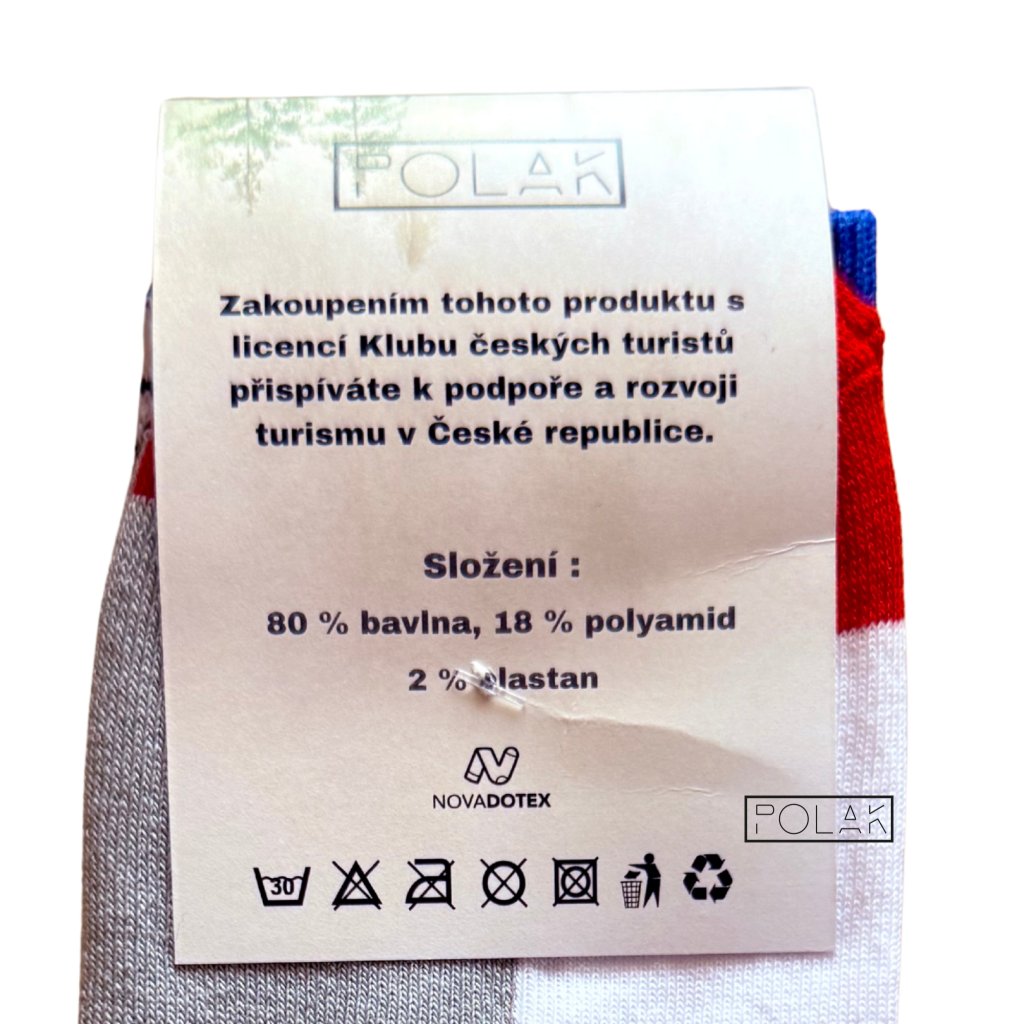 POLAK
Zakoupením tohoto produktu s
licencí Klubu českých turistů
přispíváte k podpoře a rozvoji
turismu v České republice.
Složení :
80 % bavlna, 18 % polyamid
2 % elastan
NOVADOTEX
POLAK
30